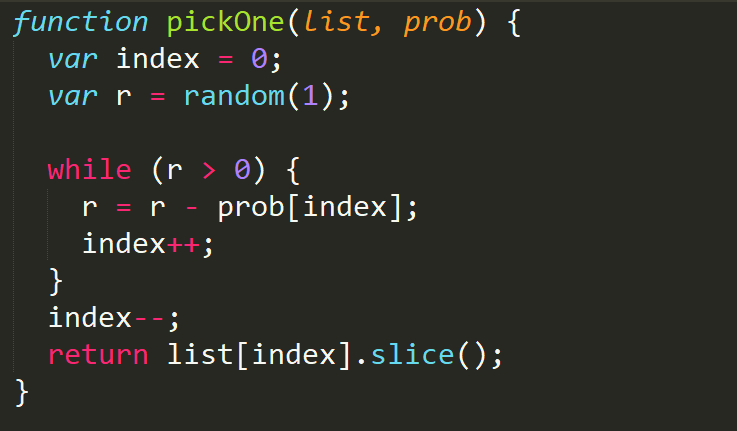 function pickOne(list, prob) {
  var index = 0;
  var r = random(1);

  while (r > 0) {
    r = r - prob[index];
    index++;
  }
  index--;
  return list[index].slice();
}